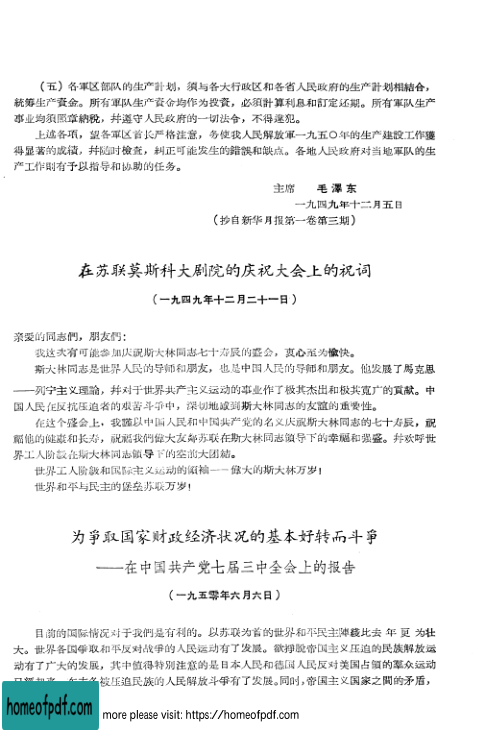 (五)各軍区部队的生产計划，須与各大行政区和各省人民政府的生产計划相結合，
統筹生产資金。所有軍队生产資金均作为投資，必須計算利息和訂定还期。所有軍队生产
事业均須照章納稅，幷遵守人民政府的一切法令，不得违犯。
上述各項，望各軍区首长严格注意，务使我人民解放軍一九五〇年的生产建設工作獲
得显著的成績，幷随时檢查，糾正可能发生的錯誤和缺点。各地人民政府对当地軍队的生
产工作則有予以指导和协助的任务。
主席　毛澤东
一九四九年十二月五日
(抄自新华月报第一卷第三期)
在苏联莫斯科大剧院的庆祝大会上的祝词
(一九四九年十二月二十一日)
亲爱的同志們，朋友們：
我这次有可能参加庆祝斯大林同志七十寿辰的盛会，衷心至为愉快。
斯大林同志是世界人民的导师和朋友，也是中国人民的导师和朋友。他发展了馬克思
——列宁主义理論，幷对于世界共产主义运动的事业作了极其杰出和极其宽广的貢献。中
国人民在反抗压迫者的艰苦斗爭中，深切地感到斯大林同志的友誼的重要性。
在这个盛会上，我謹以中国人民和中国共产党的名义庆祝斯大林同志的七十寿辰，祝
福他的健康和长寿，祝福我們偉大友邦苏联在斯大林同志領导下的幸福和强盛。幷欢呼世
界工人阶級在斯大林同志領导下的空前大团結。
世界工人阶級和国际主义运动的領袖——偉大的斯大林万岁！
世界和平与民主的堡垒苏联万岁！
为爭取国家财政经济状况的基本好转而斗爭
——在中国共产党七届三中全会上的报告
(一九五零年六月六日)
目前的国际情况对于我們是有利的。以苏联为首的世界和平民主陣綫比去年更为壮
大。世界各国爭取和平反对战爭的人民运动有了发展。欲掙脫帝国主义压迫的民族解放运
动有了广大的发展，其中值得特別注意的是日本人民和德国人民反对美国占領的羣众运动
被压迫民族的人民解放斗爭有了发展。同时，帝国主义国家之間的矛盾，
homeofpdf.com
more please visit: https://homeofpdf.com